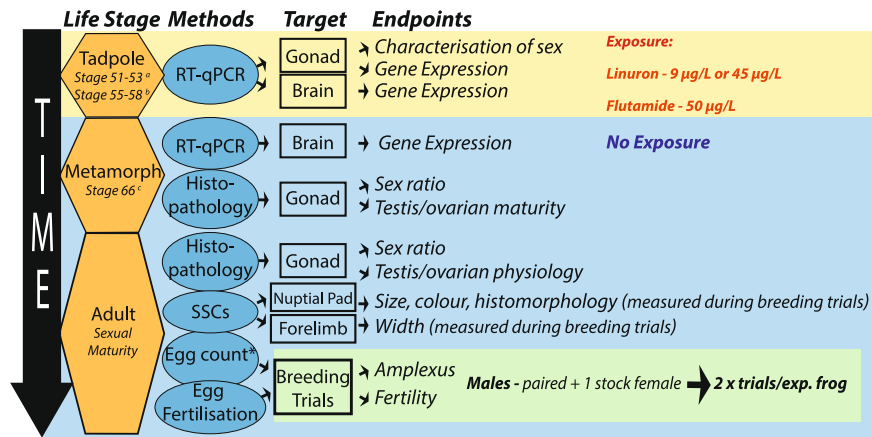 Life Stage Methods Target Endpoints
TIME
Tadpole
Stage 51-53 a
Stage 55-58 b
RT-qPCR
Gonad
Brain
Characterisation of sex
Gene Expression
Gene Expression
Exposure:
Linuron - 9 µg/L or 45 µg/L
Flutamide - 50 µg/L
Metamorph
Stage 66 c
RT-qPCR
Brain
Gene Expression
No Exposure
Histo-
pathology
Gonad
Sex ratio
Testis/ovarian maturity
Adult
Sexual
Maturity
Histo-
pathology
Gonad
Sex ratio
Testis/ovarian physiology
SSCs
Nuptial Pad
Size, colour, histomorphology (measured during breeding trials)
Forelimb
Width (measured during breeding trials)
Egg count*
Egg
Fertilisation
Breeding
Trials
Amplexus
Fertility
Males - paired + 1 stock female 2 x trials/exp. frog